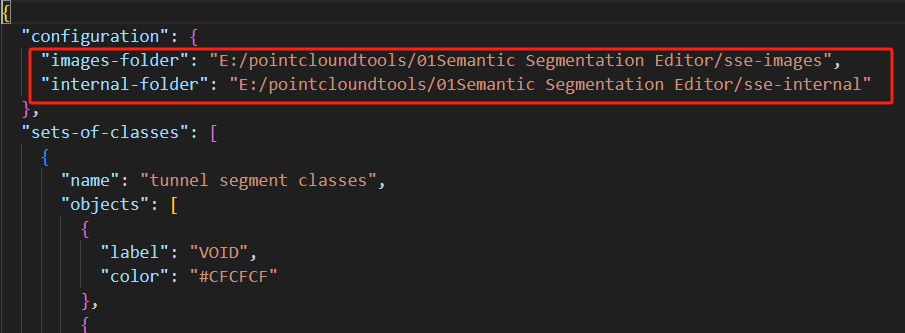 {
"configuration": {
"images-folder": "E:/pointcloundtools/01Semantic Segmentation Editor/sse-images",
"internal-folder": "E:/pointcloundtools/01Semantic Segmentation Editor/sse-internal"
},
"sets-of-classes": [
{
"name": "tunnel segment classes",
"objects": [
{
"label": "VOID",
"color": "#CFCFCF"
},
{